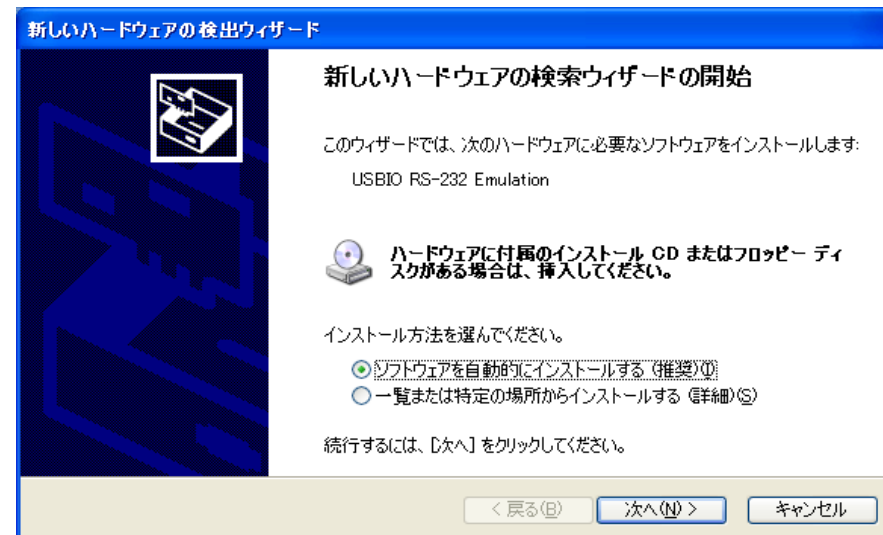 新しいハードウェアの検出ウィザード
新しいハードウェアの検索ウィザードの開始
このウィザードでは、次のハードウェアに必要なソフトウェアをインストールします:
USBIO RS-232 Emulation
ハードウェアに付属のインストール CD またはフロッピー ディ
スクがある場合は、挿入してください。
インストール方法を選んでください。
ソフトウェアを自動的にインストールする (推奨)(I)
一覧または特定の場所からインストールする (詳細)(S)
続行するには、[次へ] をクリックしてください。
< 戻る(B) 次へ(N) > キャンセル